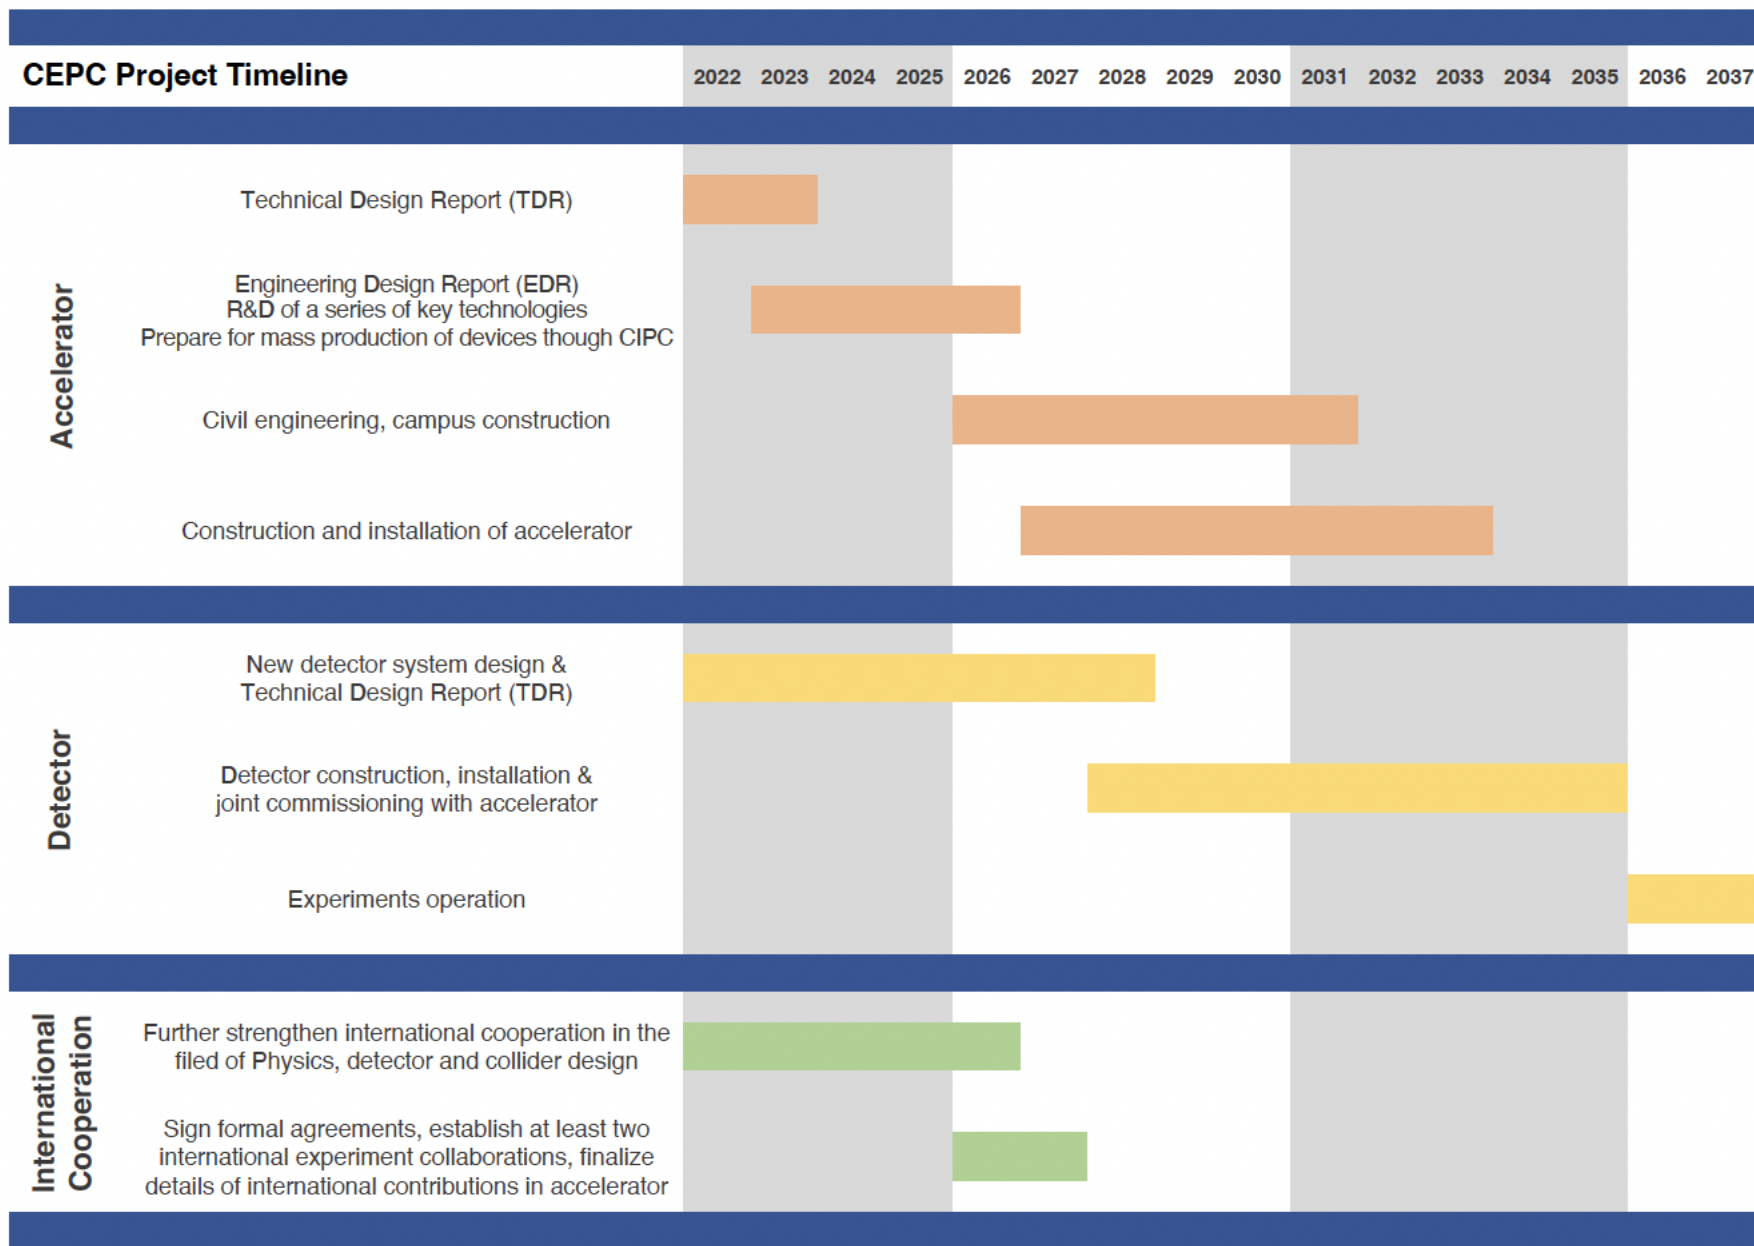 CEPC Project Timeline
2022 2023 2024 2025 2026 2027 2028 2029 2030 2031 2032 2033 2034 2035 2036 2037
Accelerator
Technical Design Report (TDR)
Engineering Design Report (EDR)
R&D of a series of key technologies
Prepare for mass production of devices though CIPC
Civil engineering, campus construction
Construction and installation of accelerator
Detector
New detector system design &
Technical Design Report (TDR)
Detector construction, installation &
joint commissioning with accelerator
Experiments operation
International
Cooperation
Further strengthen international cooperation in the
filed of Physics, detector and collider design
Sign formal agreements, establish at least two
international experiment collaborations, finalize
details of international contributions in accelerator